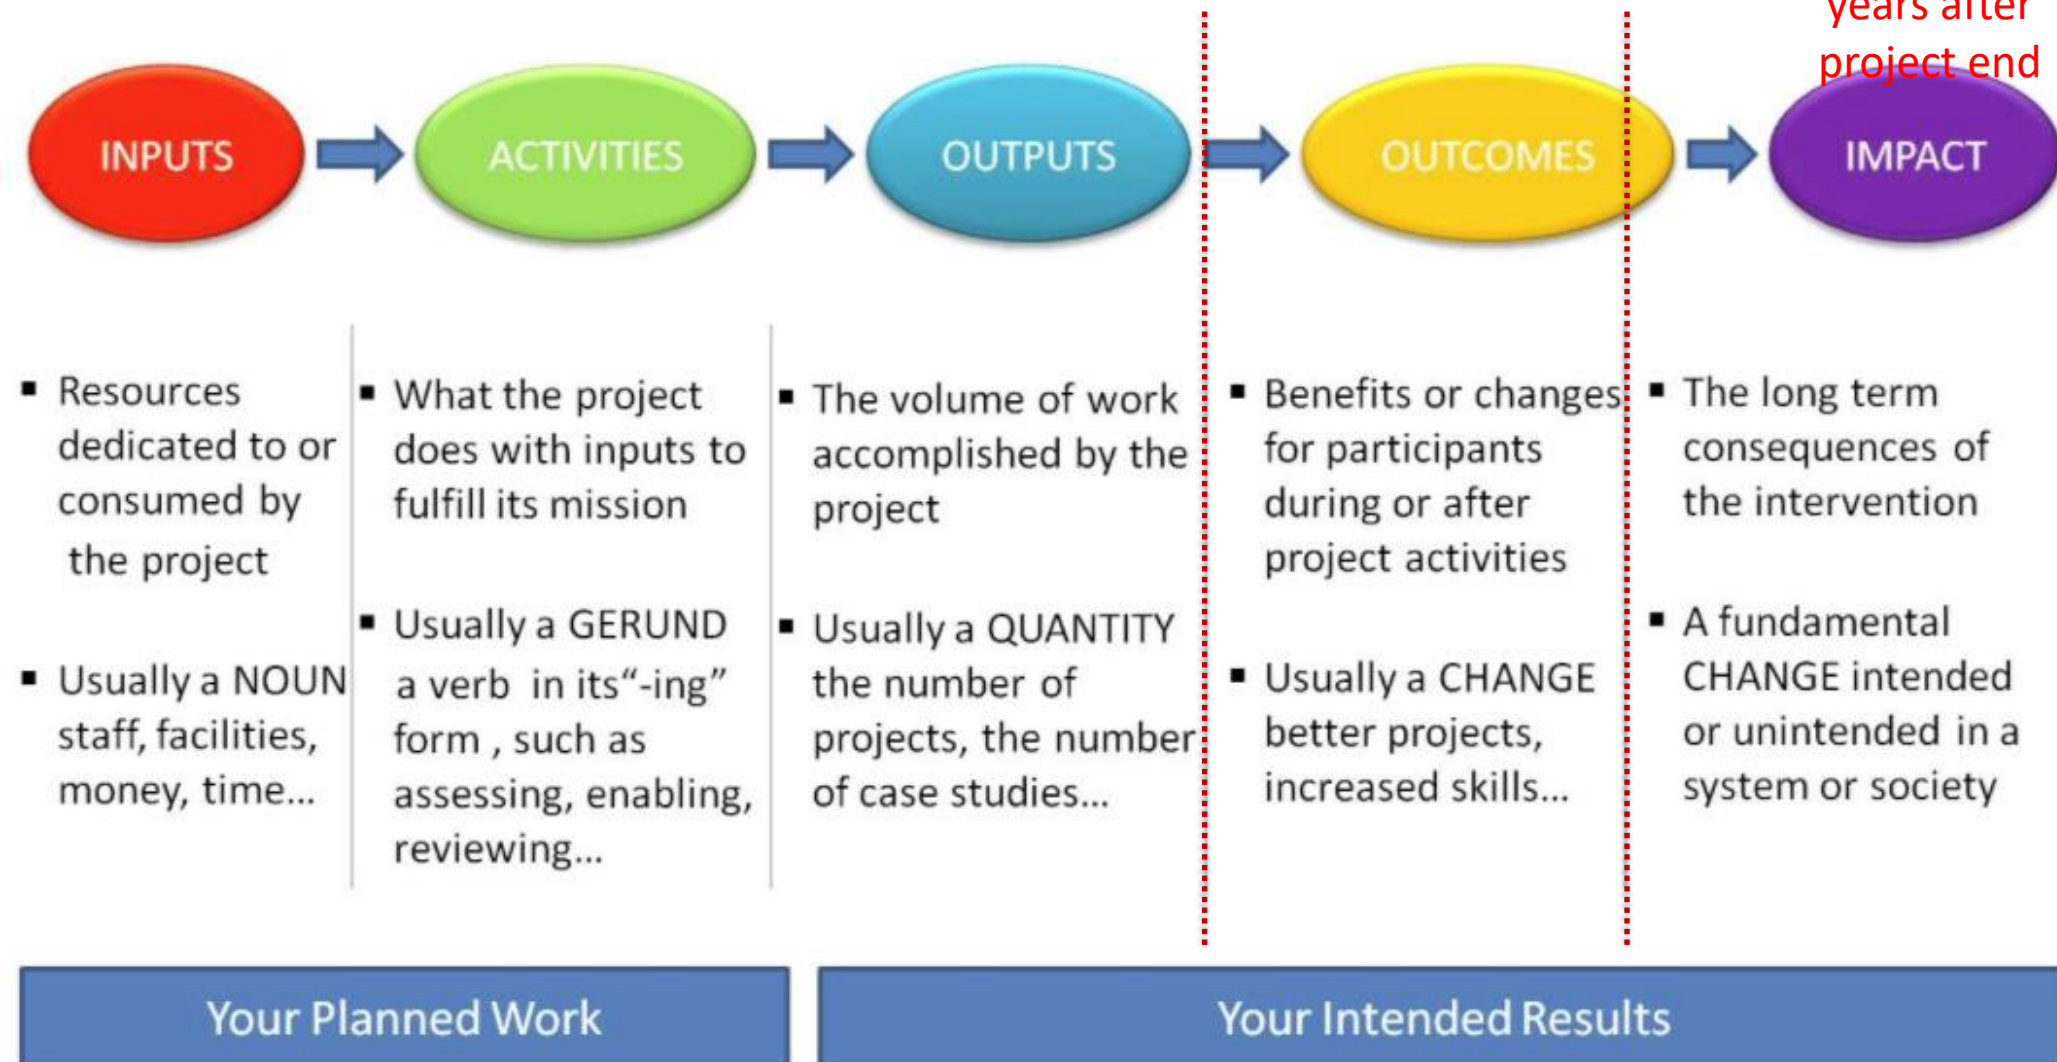 years after
project end
INPUTS
ACTIVITIES
OUTPUTS
OUTCOMES
IMPACT
▪ Resources
dedicated to or
consumed by
the project
▪ Usually a NOUN
staff, facilities,
money, time...
▪ What the project
does with inputs to
fulfill its mission
▪ Usually a GERUND
a verb in its“-ing”
form , such as
assessing, enabling,
reviewing...
▪ The volume of work
accomplished by the
project
▪ Usually a QUANTITY
the number of
projects, the number
of case studies...
▪ Benefits or changes
for participants
during or after
project activities
▪ Usually a CHANGE
better projects,
increased skills...
▪ The long term
consequences of
the intervention
▪ A fundamental
CHANGE intended
or unintended in a
system or society
Your Planned Work
Your Intended Results